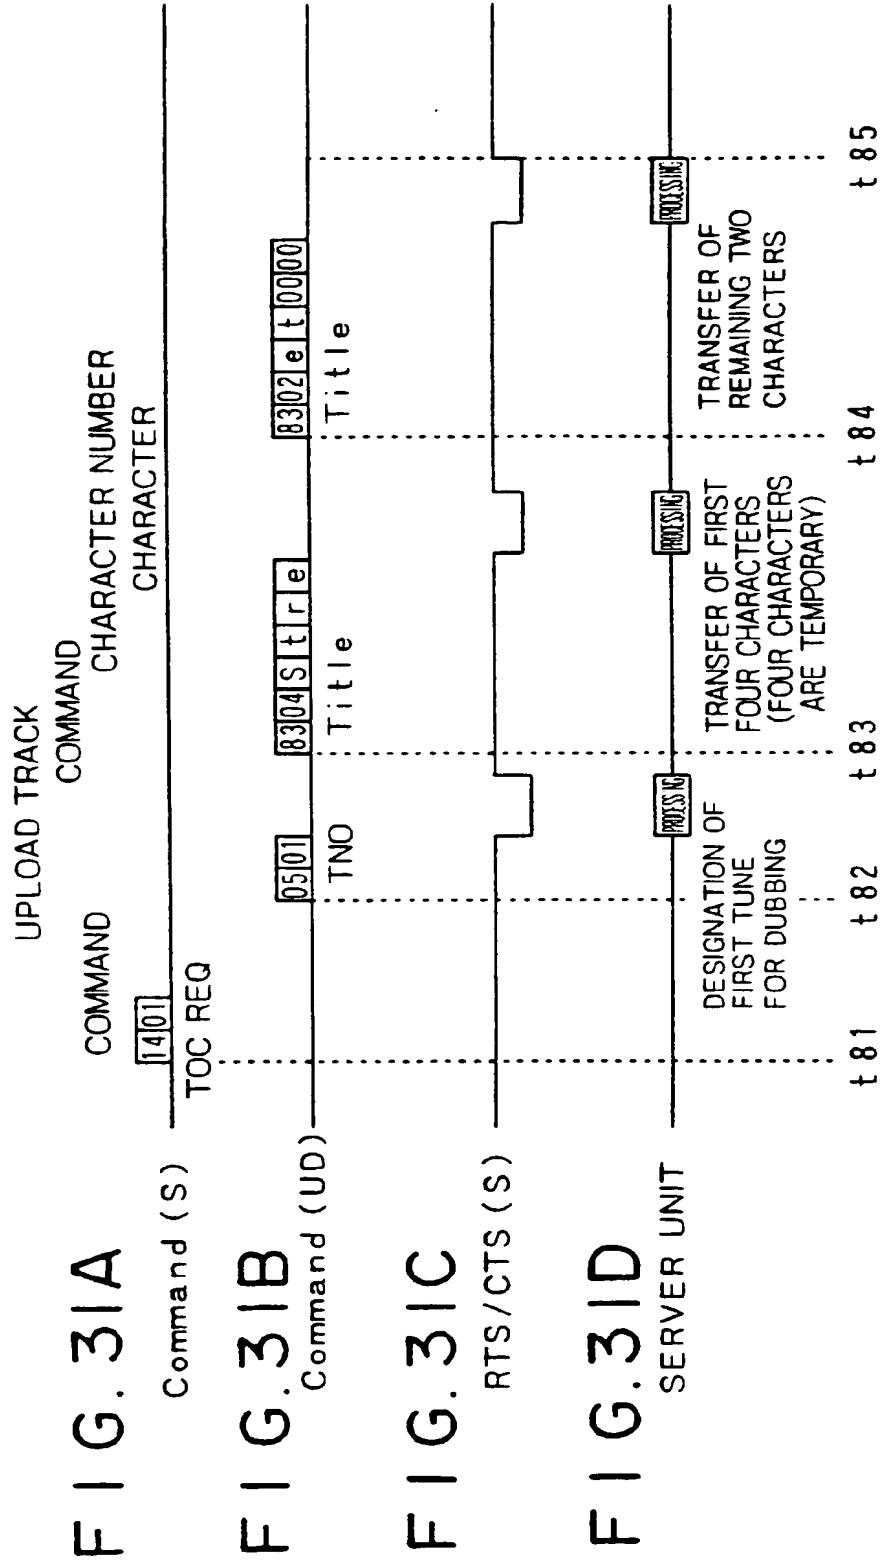 UPLOAD TRACK
COMMAND
COMMAND
CHARACTER NUMBER
CHARACTER
FIG. 31A
Command (S)
14 01
TOC REQ
FIG. 31B
Command (UD)
05 01
TNO
83 04 S t r e
Title
83 02 e t 00 00
Title
FIG. 31C
RTS/CTS (S)
FIG. 31D
SERVER UNIT
PROCESSING
PROCESSING
PROCESSING
DESIGNATION OF
FIRST TUNE
FOR DUBBING
TRANSFER OF FIRST
FOUR CHARACTERS
(FOUR CHARACTERS
ARE TEMPORARY)
TRANSFER OF
REMAINING TWO
CHARACTERS
t81
t82
t83
t84
t85